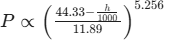 P ∝ ( (44.33 − h/1000) / 11.89 )^5.256